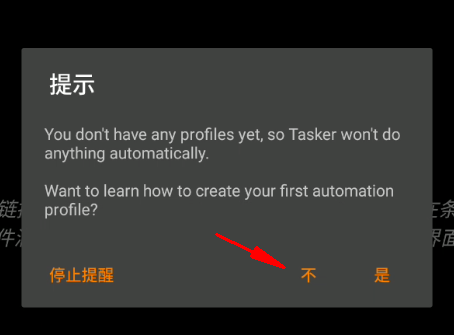 提示
You don't have any profiles yet, so Tasker won't do
anything automatically.
Want to learn how to create your first automation
profile?
停止提醒 不 是